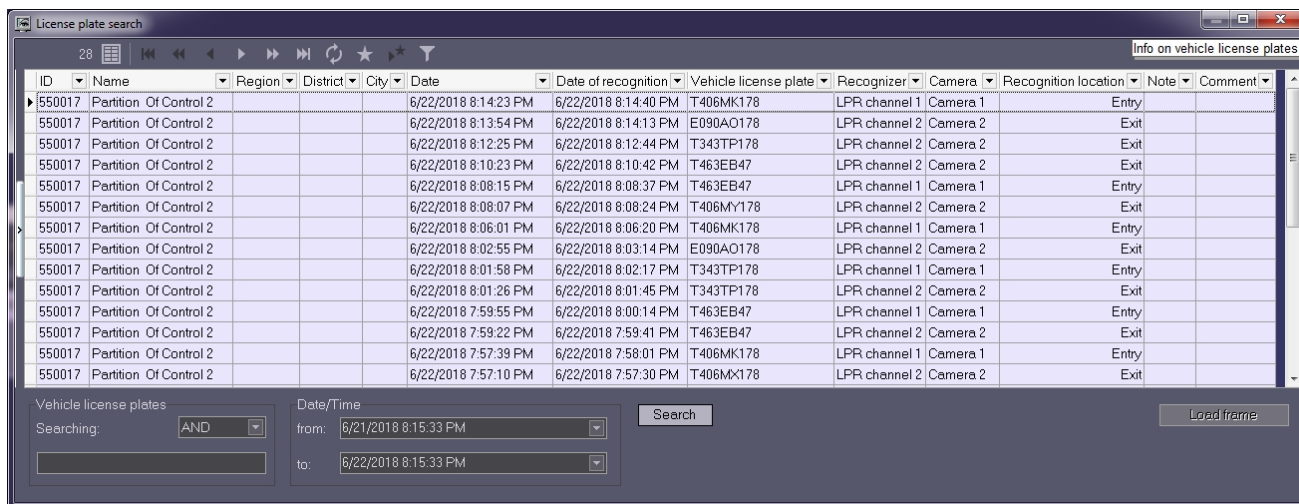 License plate search
28
Info on vehicle license plates
ID Name Region District City Date Date of recognition Vehicle license plate Recognizer Camera Recognition location Note Comment
550017 Partition Of Control 2 6/22/2018 8:14:23 PM 6/22/2018 8:14:40 PM T406MK178 LPR channel 1 Camera 1 Entry
550017 Partition Of Control 2 6/22/2018 8:13:54 PM 6/22/2018 8:14:13 PM E090AO178 LPR channel 2 Camera 2 Exit
550017 Partition Of Control 2 6/22/2018 8:12:25 PM 6/22/2018 8:12:44 PM T343TP178 LPR channel 2 Camera 2 Exit
550017 Partition Of Control 2 6/22/2018 8:10:23 PM 6/22/2018 8:10:42 PM T463EB47 LPR channel 2 Camera 2 Exit
550017 Partition Of Control 2 6/22/2018 8:08:15 PM 6/22/2018 8:08:37 PM T463EB47 LPR channel 1 Camera 1 Entry
550017 Partition Of Control 2 6/22/2018 8:08:07 PM 6/22/2018 8:08:24 PM T406MY178 LPR channel 2 Camera 2 Exit
550017 Partition Of Control 2 6/22/2018 8:06:01 PM 6/22/2018 8:06:20 PM T406MK178 LPR channel 1 Camera 1 Entry
550017 Partition Of Control 2 6/22/2018 8:02:55 PM 6/22/2018 8:03:14 PM E090AO178 LPR channel 2 Camera 2 Exit
550017 Partition Of Control 2 6/22/2018 8:01:58 PM 6/22/2018 8:02:17 PM T343TP178 LPR channel 1 Camera 1 Entry
550017 Partition Of Control 2 6/22/2018 8:01:26 PM 6/22/2018 8:01:45 PM T343TP178 LPR channel 2 Camera 2 Exit
550017 Partition Of Control 2 6/22/2018 7:59:55 PM 6/22/2018 8:00:14 PM T463EB47 LPR channel 1 Camera 1 Entry
550017 Partition Of Control 2 6/22/2018 7:59:22 PM 6/22/2018 7:59:41 PM T463EB47 LPR channel 2 Camera 2 Exit
550017 Partition Of Control 2 6/22/2018 7:57:39 PM 6/22/2018 7:58:01 PM T406MK178 LPR channel 1 Camera 1 Entry
550017 Partition Of Control 2 6/22/2018 7:57:10 PM 6/22/2018 7:57:30 PM T406MX178 LPR channel 2 Camera 2 Exit
Vehicle license plates Date/Time
Searching: AND from: 6/21/2018 8:15:33 PM Search Load frame
to: 6/22/2018 8:15:33 PM